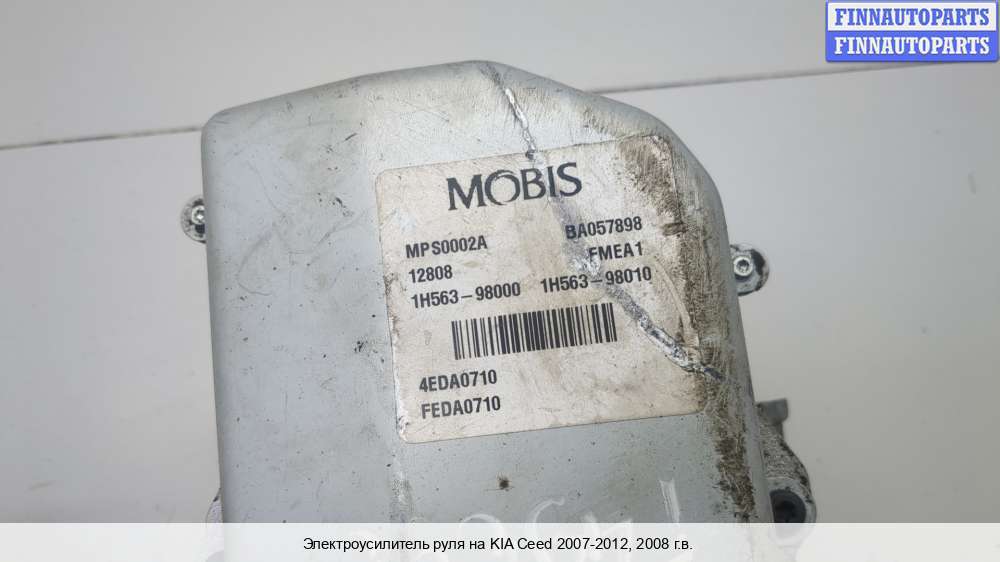 FINNAUTOPARTS
FINNAUTOPARTS
MOBIS
MPS0002A BA057898
12808 FMEA1
1H563-98000 1H563-98010
4EDA0710
FEDA0710
Электроусилитель руля на KIA Ceed 2007-2012, 2008 г.в.